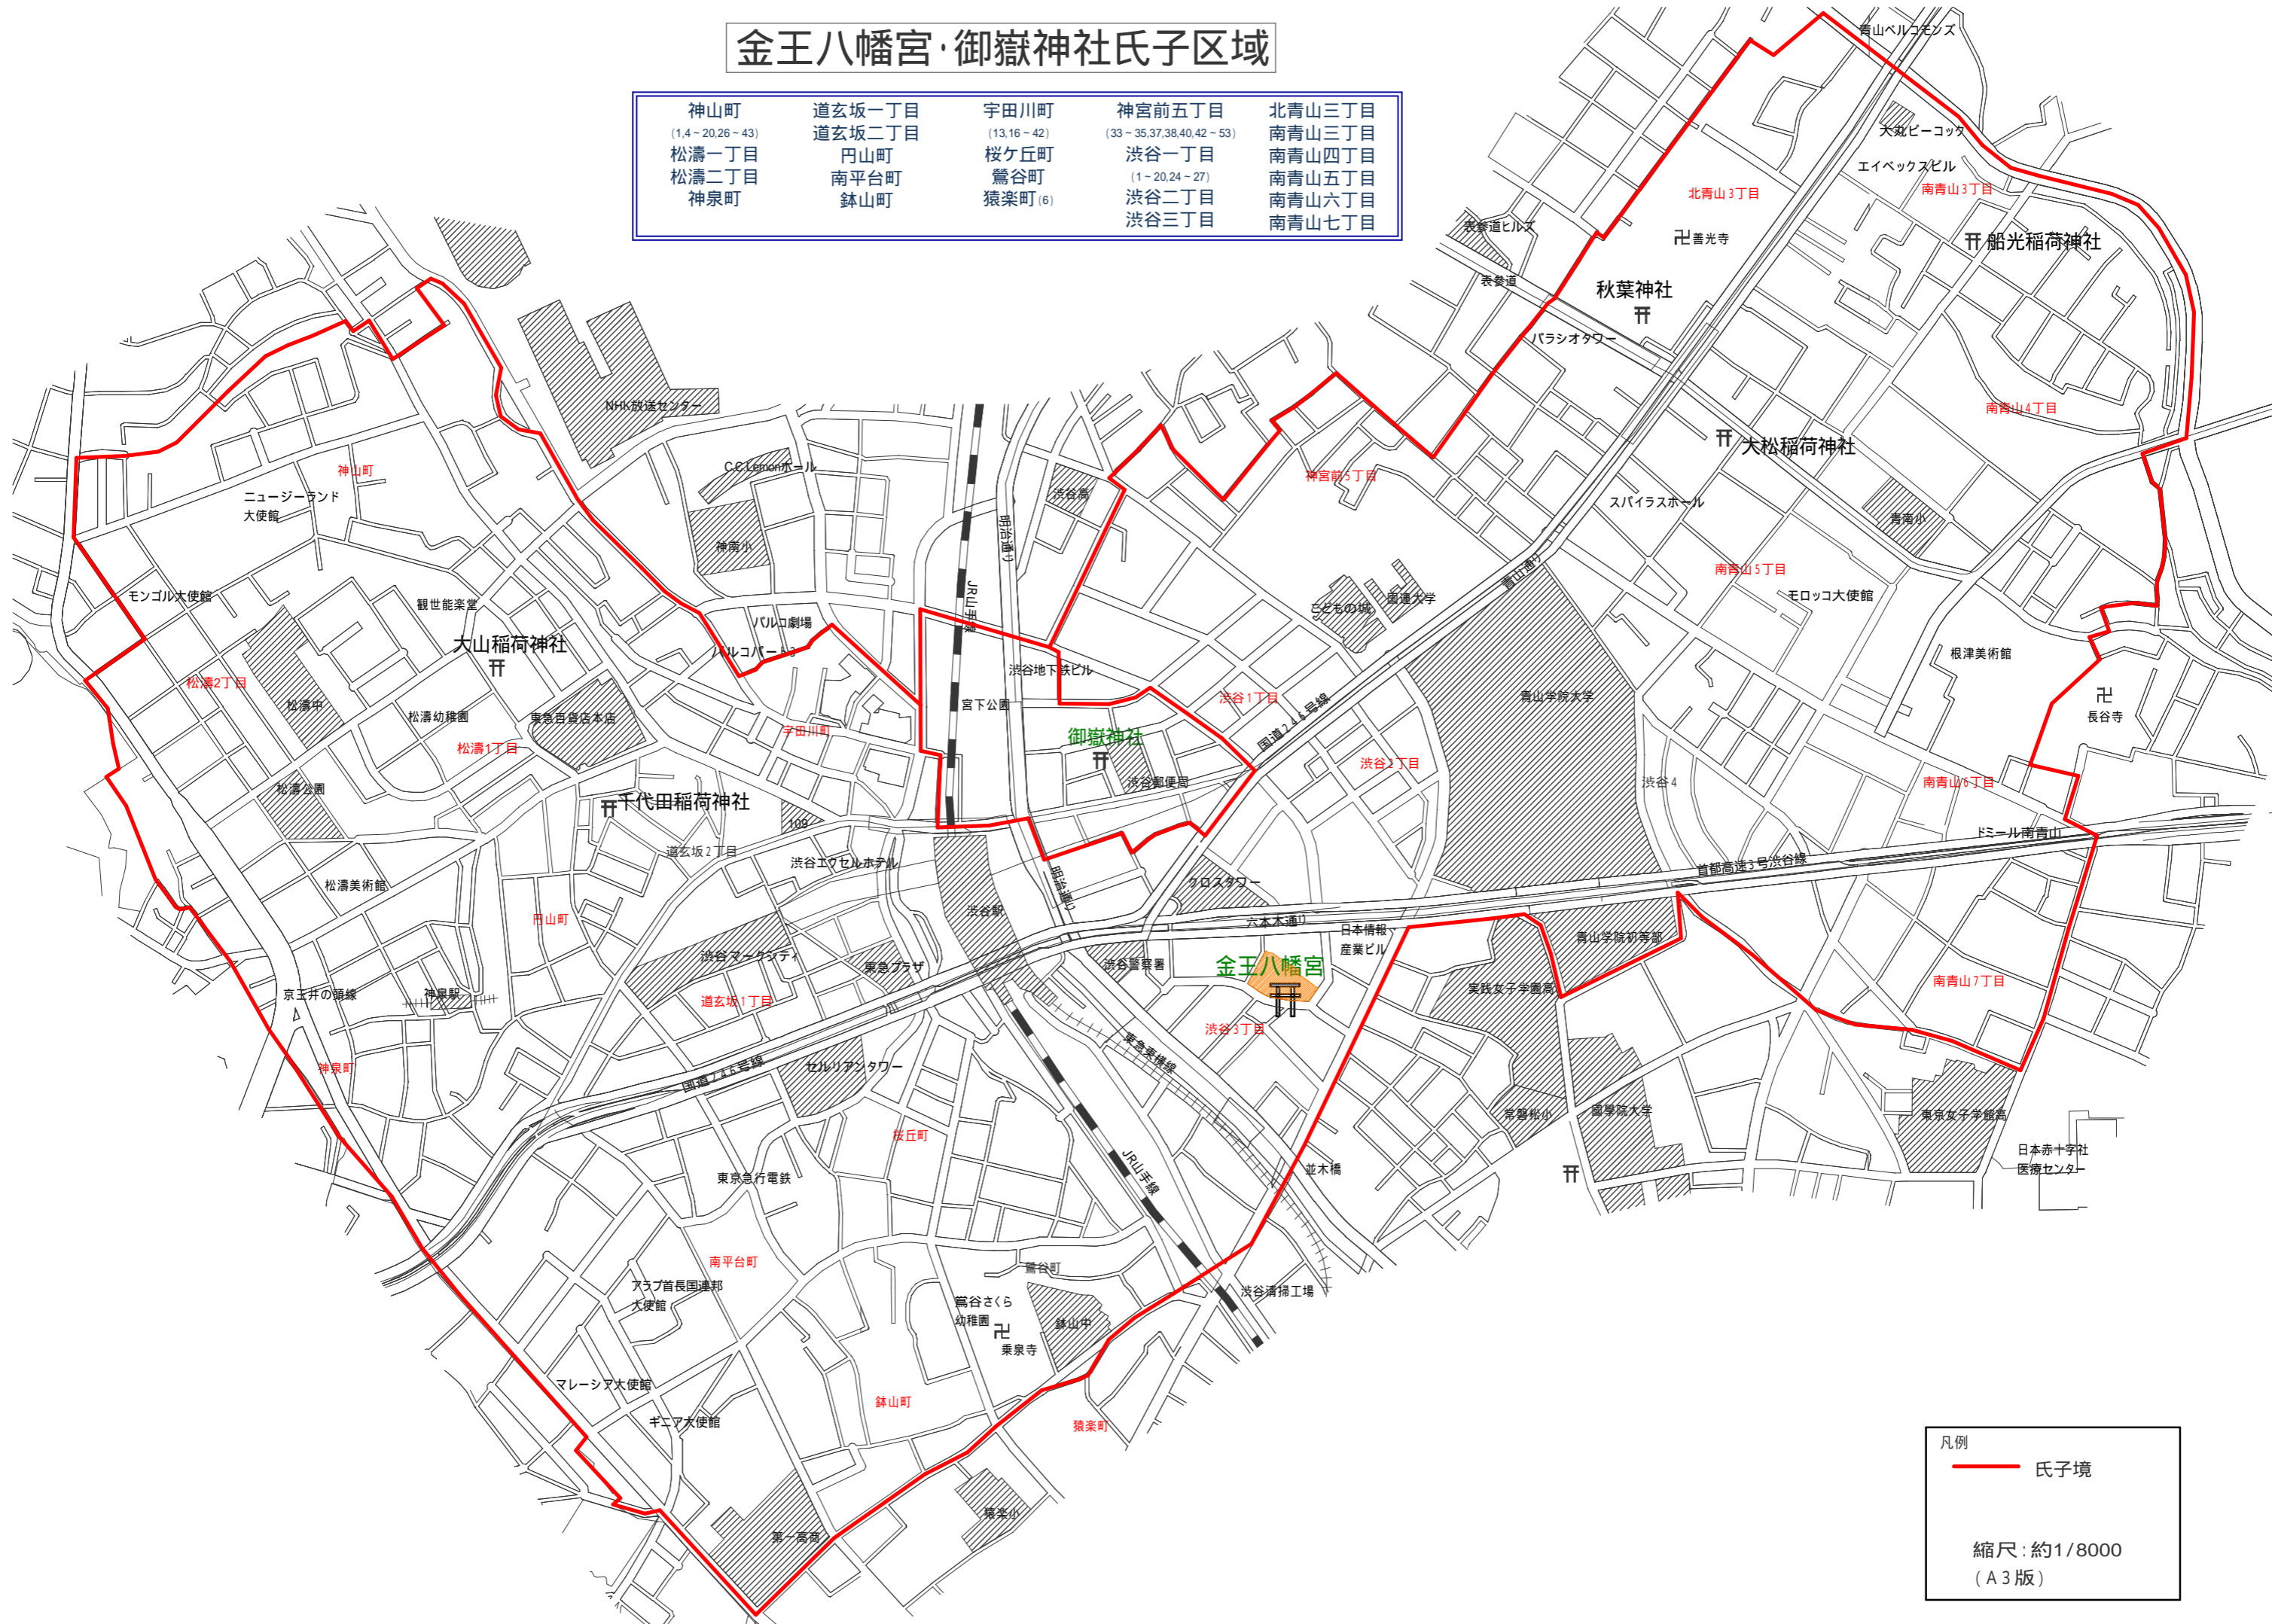 金王八幡宮・御嶽神社氏子区域
神山町
(1,4~20,26~43)
松濤一丁目
松濤二丁目
神泉町
道玄坂一丁目
道玄坂二丁目
円山町
南平台町
鉢山町
宇田川町
(13,16~42)
桜ケ丘町
鶯谷町
猿楽町(6)
神宮前五丁目
(33~35,37,38,40,42~53)
渋谷一丁目
(1~20,24~27)
渋谷二丁目
渋谷三丁目
北青山三丁目
南青山三丁目
南青山四丁目
南青山五丁目
南青山六丁目
南青山七丁目
青山ベルコモンズ
大丸ピーコック
エイベックスビル
南青山3丁目
北青山3丁目
表参道ヒルズ
善光寺
船光稲荷神社
表参道
秋葉神社
パラシオタワー
NHK放送センター
南青山4丁目
大松稲荷神社
C.C.Lemonホール
神山町
渋谷高
神宮前5丁目
ニュージーランド
大使館
スパイラスホール
青南小
神南小
明治通り
青山通り
南青山5丁目
モンゴル大使館
観世能楽堂
JR山手線
こどもの城
国連大学
モロッコ大使館
パルコ劇場
大山稲荷神社
パルコパート3
渋谷地下鉄ビル
根津美術館
松濤2丁目
渋谷1丁目
青山学院大学
松濤中
松濤幼稚園
東急百貨店本店
宮下公園
長谷寺
宇田川町
御嶽神社
国道246号線
松濤1丁目
渋谷2丁目
松濤公園
渋谷郵便局
渋谷4
南青山6丁目
千代田稲荷神社
109
ドミール南青山
道玄坂2丁目
渋谷エクセルホテル
首都高速3号渋谷線
松濤美術館
明治通り
クロスタワー
渋谷駅
円山町
六本木通り
日本情報
産業ビル
青山学院初等部
渋谷マークシティ
東急プラザ
渋谷警察署
金王八幡宮
南青山7丁目
京王井の頭線
神泉駅
道玄坂1丁目
実践女子学園高
渋谷3丁目
東急東横線
神泉町
国道246号線
セルリアンタワー
常磐松小
國學院大学
東京女子学館高
桜丘町
日本赤十字社
医療センター
東京急行電鉄
JR山手線
並木橋
南平台町
鶯谷町
アラブ首長国連邦
大使館
渋谷清掃工場
鶯谷さくら
幼稚園
鉢山中
乗泉寺
マレーシア大使館
鉢山町
ギニア大使館
猿楽町
猿楽小
第一高商
凡例
氏子境
縮尺:約1/8000
(A3版)